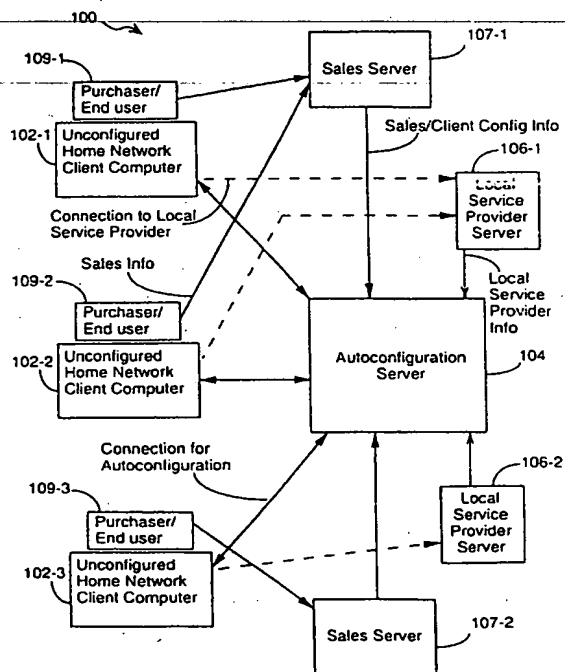 100
109-1
107-1
Purchaser/
End user
Sales Server
102-1
Unconfigured
Home Network
Client Computer
Sales/Client Config Info
106-1
Local
Service
Provider
Server
Connection to Local
Service Provider
Sales Info
109-2
Purchaser/
End user
Local
Service
Provider
Info
102-2
Unconfigured
Home Network
Client Computer
Autoconfiguration
Server
104
Connection for
Autoconfiguration
106-2
109-3
Purchaser/
End user
Local
Service
Provider
Server
102-3
Unconfigured
Home Network
Client Computer
107-2
Sales Server